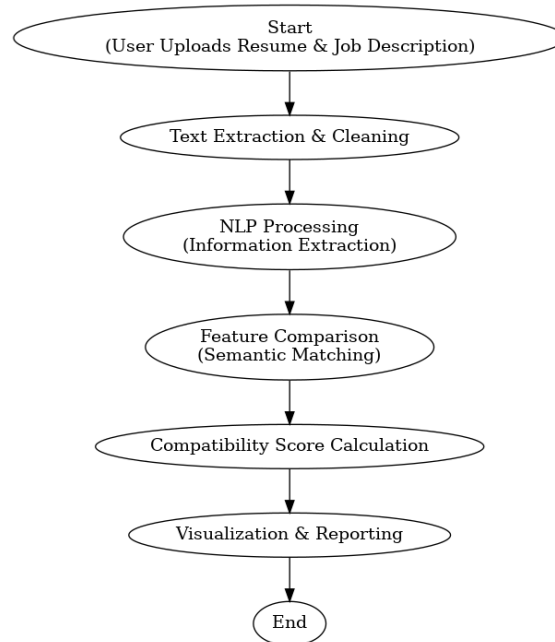 Start
(User Uploads Resume & Job Description)
Text Extraction & Cleaning
NLP Processing
(Information Extraction)
Feature Comparison
(Semantic Matching)
Compatibility Score Calculation
Visualization & Reporting
End